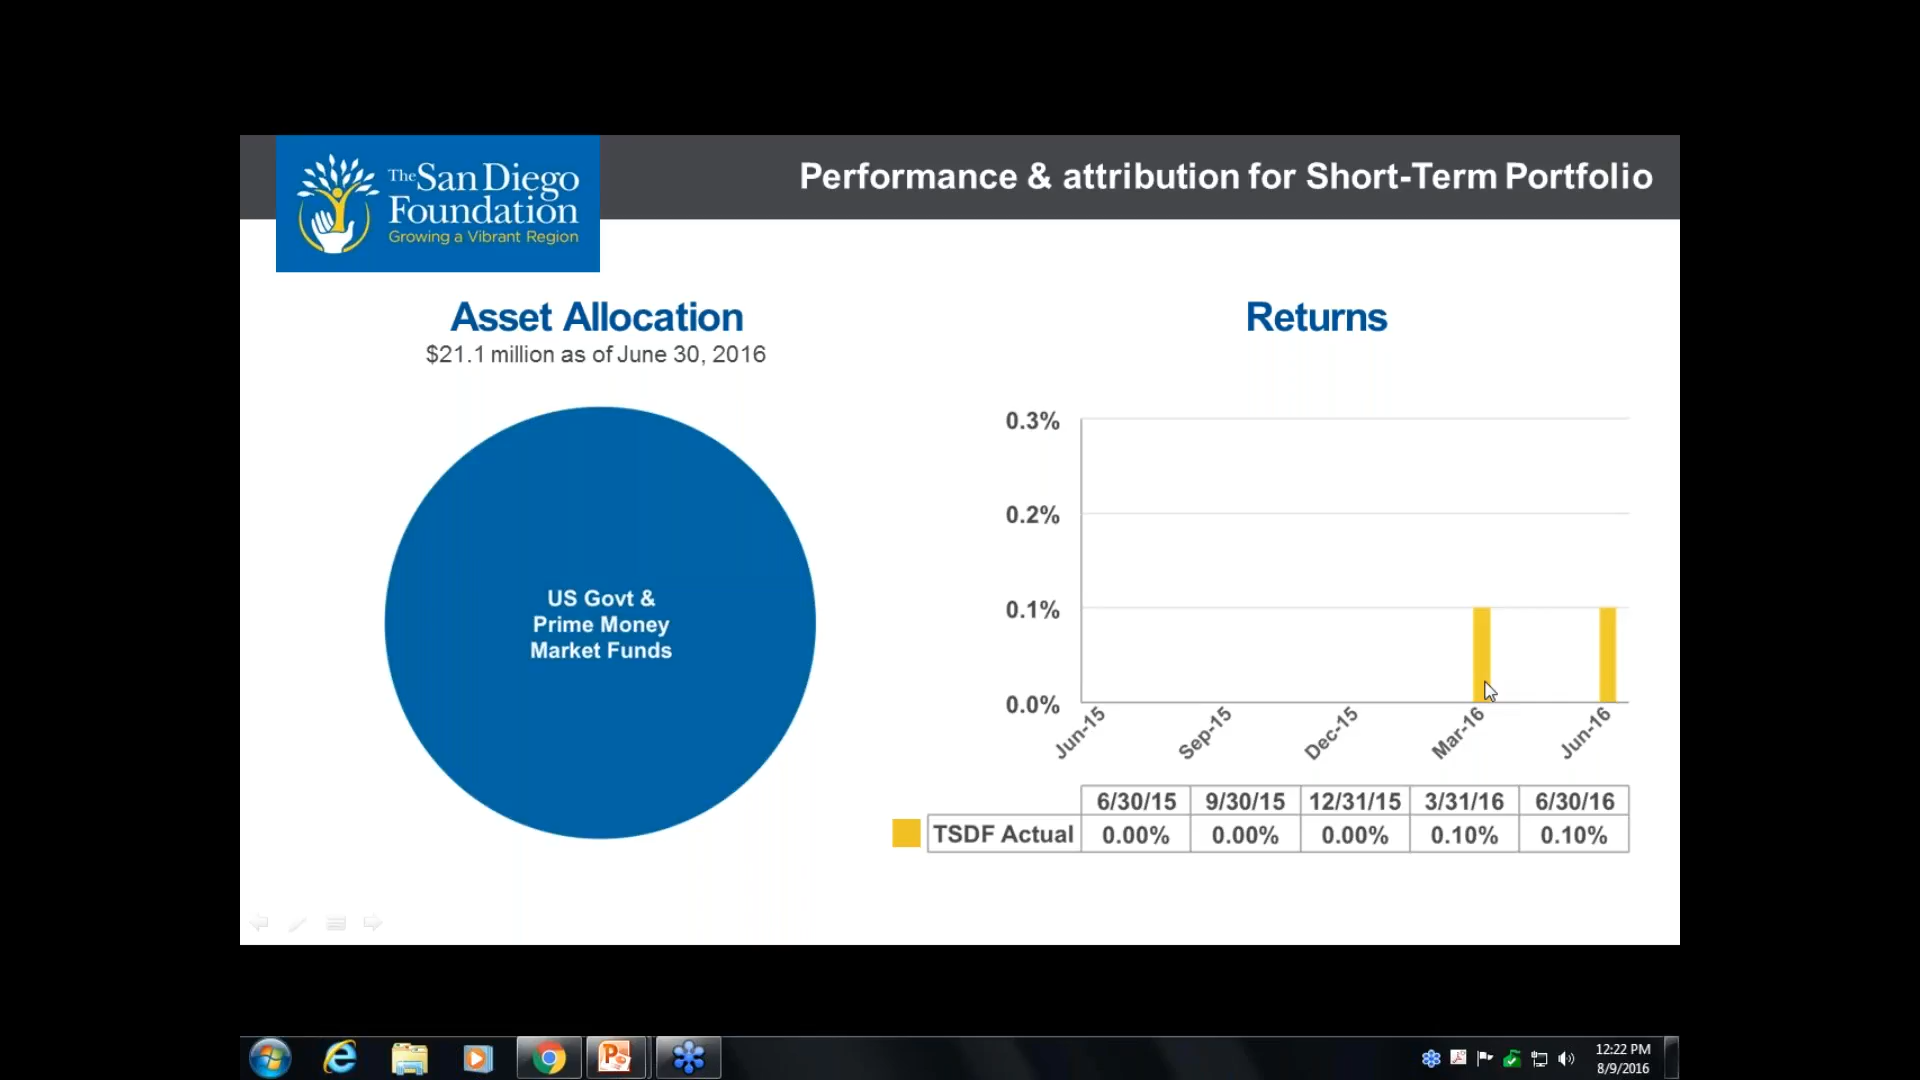 The San Diego
Foundation
Growing a Vibrant Region
Performance & attribution for Short-Term Portfolio
Asset Allocation
$21.1 million as of June 30, 2016
US Govt &
Prime Money
Market Funds
Returns
0.3%
0.2%
0.1%
0.0%
Jun-15 Sep-15 Dec-15 Mar-16 Jun-16
6/30/15 9/30/15 12/31/15 3/31/16 6/30/16
TSDF Actual 0.00% 0.00% 0.00% 0.10% 0.10%
12:22 PM
8/9/2016